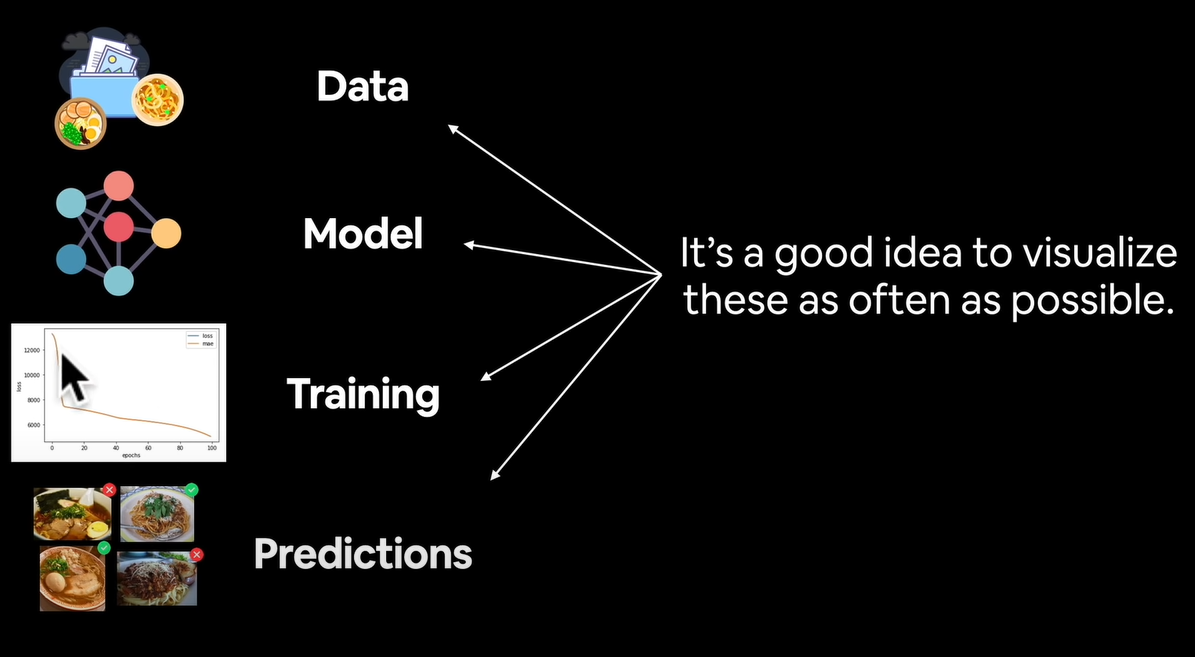 Data
Model
It’s a good idea to visualize
these as often as possible.
loss
mae
12000
10000
8000
6000
loss
0 20 40 60 80 100
epochs
Training
Predictions